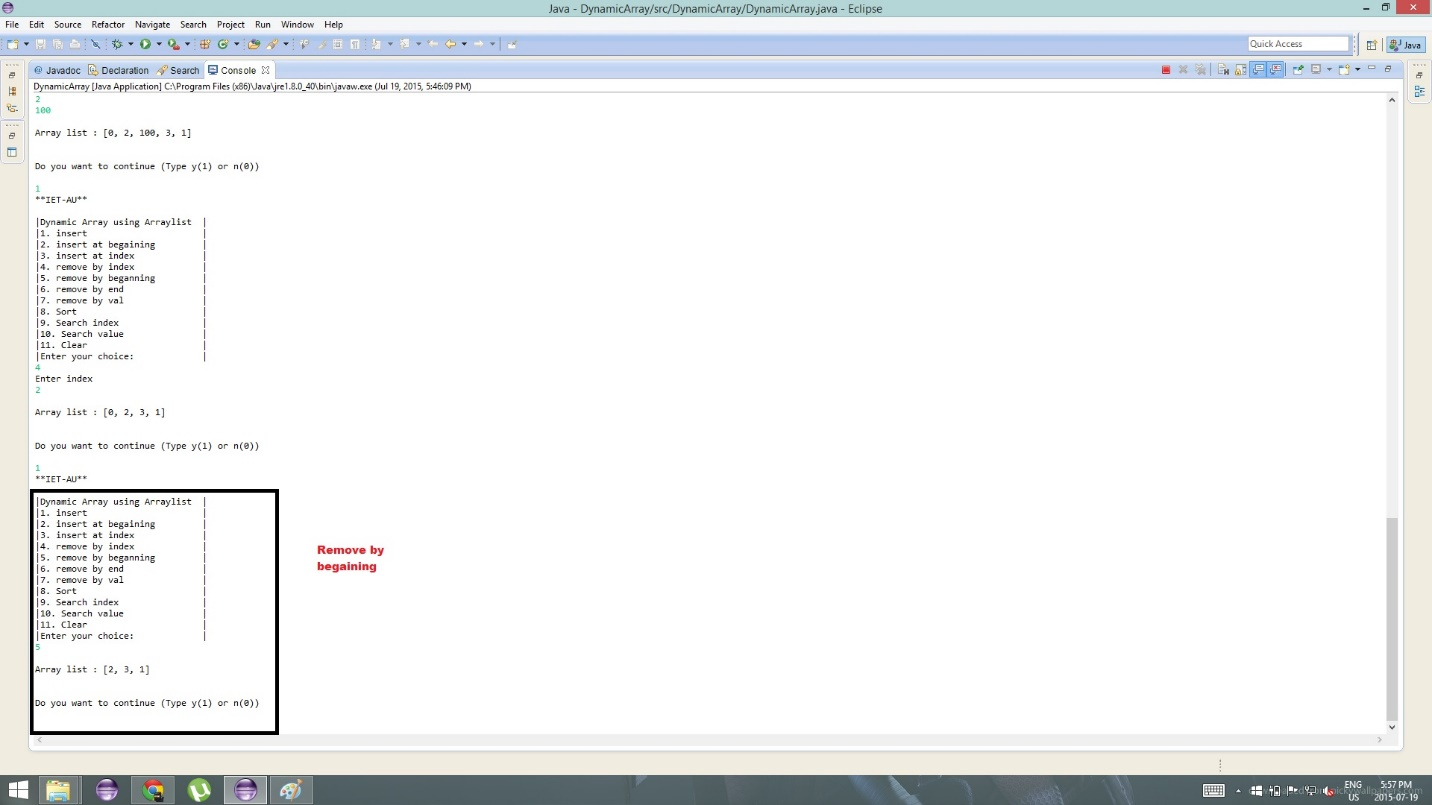 Java - DynamicArray/src/DynamicArray/DynamicArray.java - Eclipse
File Edit Source Refactor Navigate Search Project Run Window Help
Quick Access
Java
@ Javadoc Declaration Search Console
DynamicArray [Java Application] C:\Program Files (x86)\Java\jre1.8.0_40\bin\javaw.exe (Jul 19, 2015, 5:46:09 PM)
2
100
Array list : [0, 2, 100, 3, 1]
Do you want to continue (Type y(1) or n(0))
1
**IET-AU**
|Dynamic Array using Arraylist |
|1. insert |
|2. insert at begaining |
|3. insert at index |
|4. remove by index |
|5. remove by beganning |
|6. remove by end |
|7. remove by val |
|8. Sort |
|9. Search index |
|10. Search value |
|11. Clear |
|Enter your choice: |
4
Enter index
2
Array list : [0, 2, 3, 1]
Do you want to continue (Type y(1) or n(0))
1
**IET-AU**
|Dynamic Array using Arraylist |
|1. insert |
|2. insert at begaining |
|3. insert at index |
|4. remove by index |
|5. remove by beganning |
|6. remove by end |
|7. remove by val |
|8. Sort |
|9. Search index |
|10. Search value |
|11. Clear |
|Enter your choice: |
5
Array list : [2, 3, 1]
Do you want to continue (Type y(1) or n(0))
Remove by
begaining
ENG
US
5:57 PM
2015-07-19